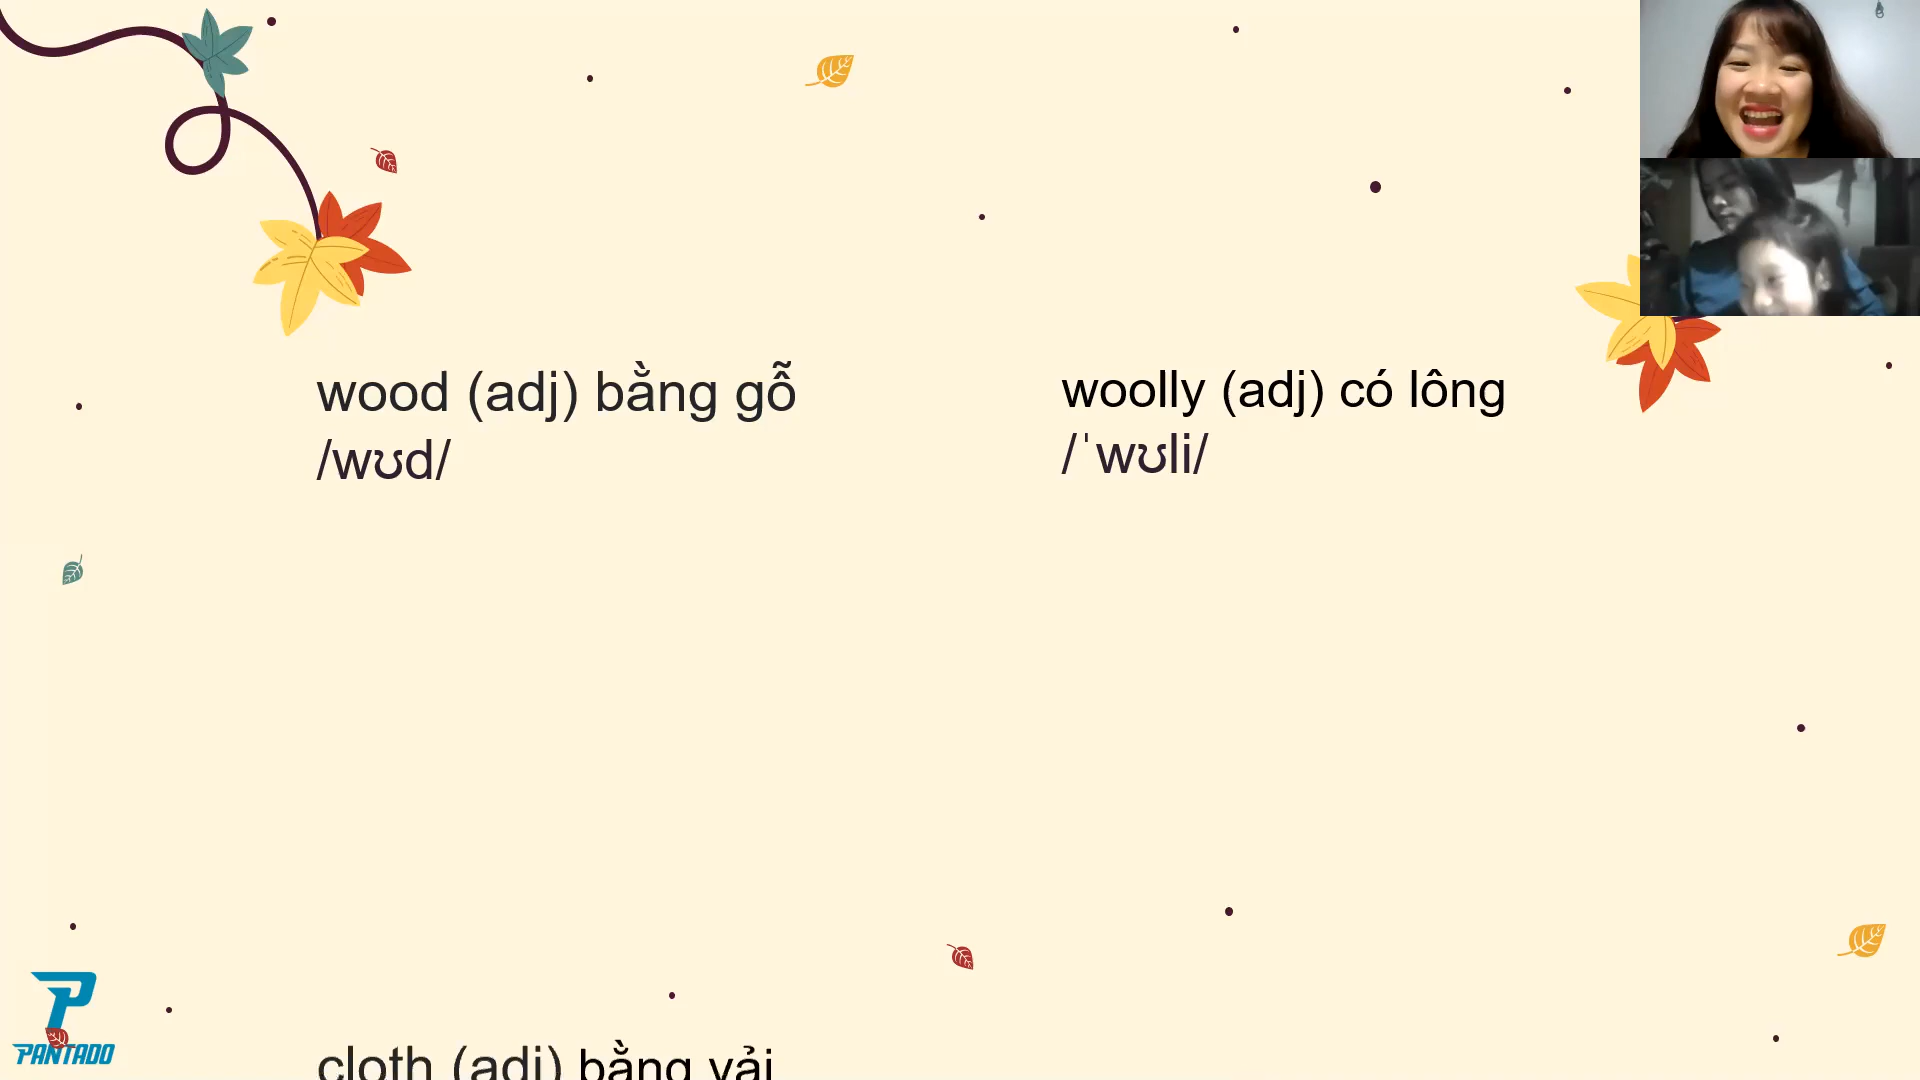 wood (adj) bằng gỗ
/wʊd/
woolly (adj) có lông
/ˈwʊli/
cloth (adj) bằng vải
PANTADO